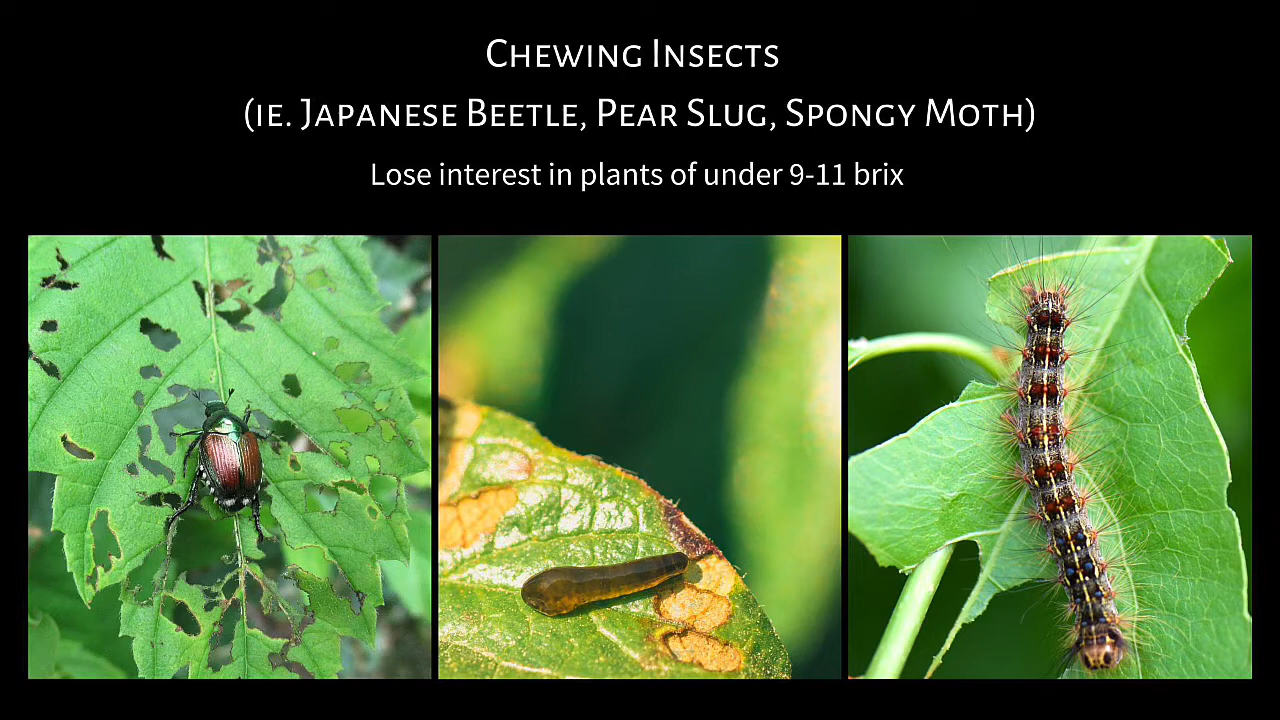 Chewing Insects
(ie. Japanese Beetle, Pear Slug, Spongy Moth)
Lose interest in plants of under 9-11 brix